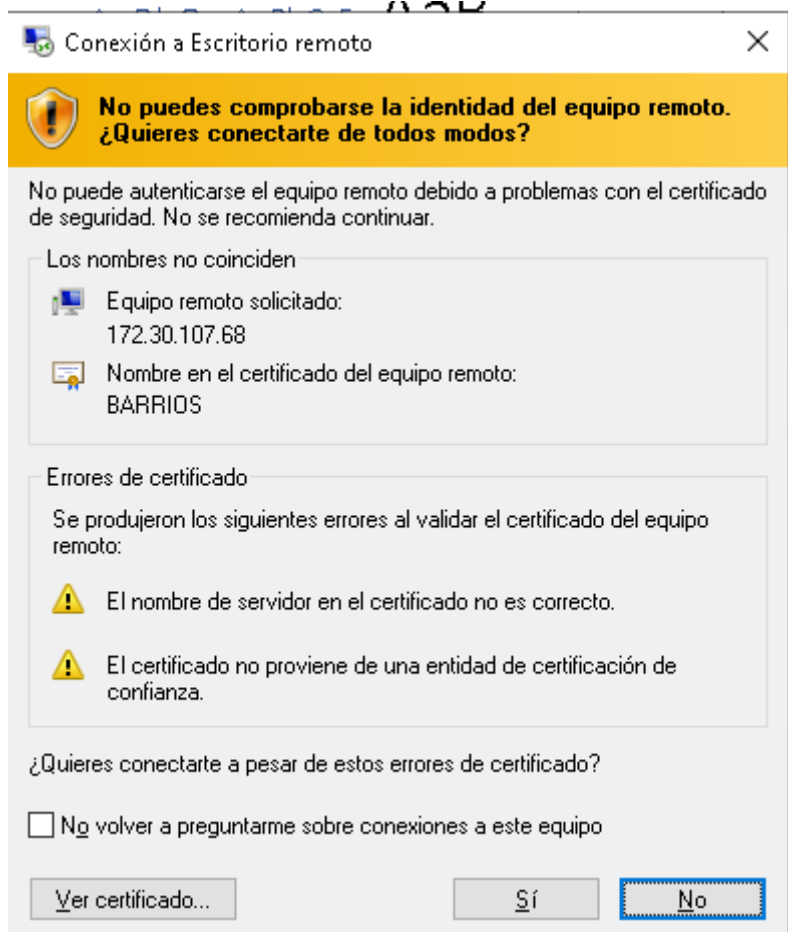 Conexión a Escritorio remoto
No puedes comprobarse la identidad del equipo remoto.
¿Quieres conectarte de todos modos?
No puede autenticarse el equipo remoto debido a problemas con el certificado
de seguridad. No se recomienda continuar.
Los nombres no coinciden
Equipo remoto solicitado:
172.30.107.68
Nombre en el certificado del equipo remoto:
BARRIOS
Errores de certificado
Se produjeron los siguientes errores al validar el certificado del equipo
remoto:
El nombre de servidor en el certificado no es correcto.
El certificado no proviene de una entidad de certificación de
confianza.
¿Quieres conectarte a pesar de estos errores de certificado?
No volver a preguntarme sobre conexiones a este equipo
Ver certificado...
Sí
No